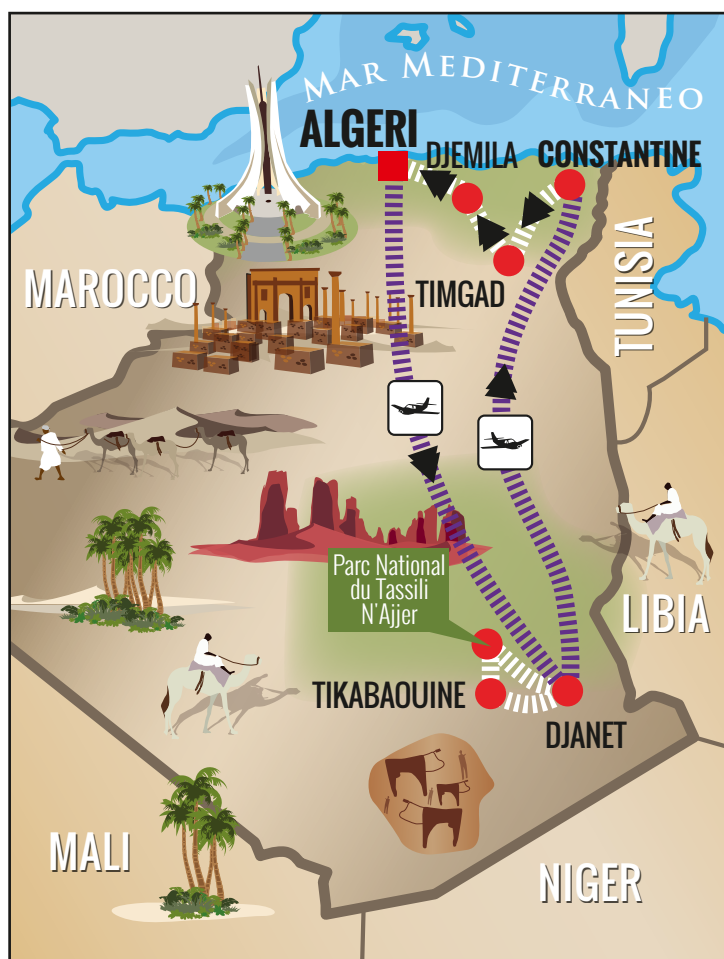 MAR MEDITERRANEO
ALGERI
DJEMILA
CONSTANTINE
TUNISIA
MAROCCO
TIMGAD
Parc National
du Tassili
N'Ajjer
LIBIA
TIKABAOUINE
DJANET
MALI
NIGER